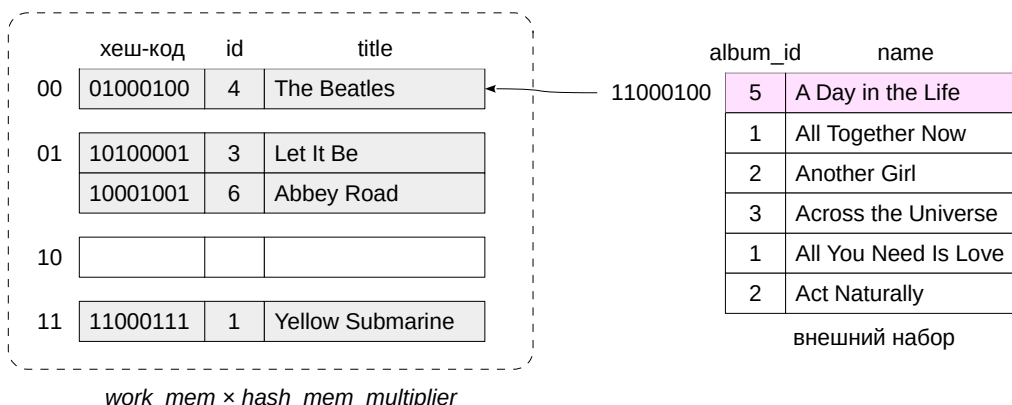 хеш-код id title
00 01000100 4 The Beatles
01 10100001 3 Let It Be
10001001 6 Abbey Road
10
11 11000111 1 Yellow Submarine
work_mem × hash_mem_multiplier
album_id name
11000100 5 A Day in the Life
1 All Together Now
2 Another Girl
3 Across the Universe
1 All You Need Is Love
2 Act Naturally
внешний набор